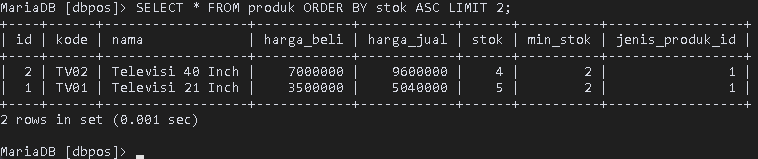 MariaDB [dbpos]> SELECT * FROM produk ORDER BY stok ASC LIMIT 2;
+----+------+------------------+------------+------------+------+----------+-----------------+
| id | kode | nama             | harga_beli | harga_jual | stok | min_stok | jenis_produk_id |
+----+------+------------------+------------+------------+------+----------+-----------------+
|  2 | TV02 | Televisi 40 Inch |    7000000 |    9600000 |    4 |        2 |               1 |
|  1 | TV01 | Televisi 21 Inch |    3500000 |    5040000 |    5 |        2 |               1 |
+----+------+------------------+------------+------------+------+----------+-----------------+
2 rows in set (0.001 sec)
MariaDB [dbpos]> _